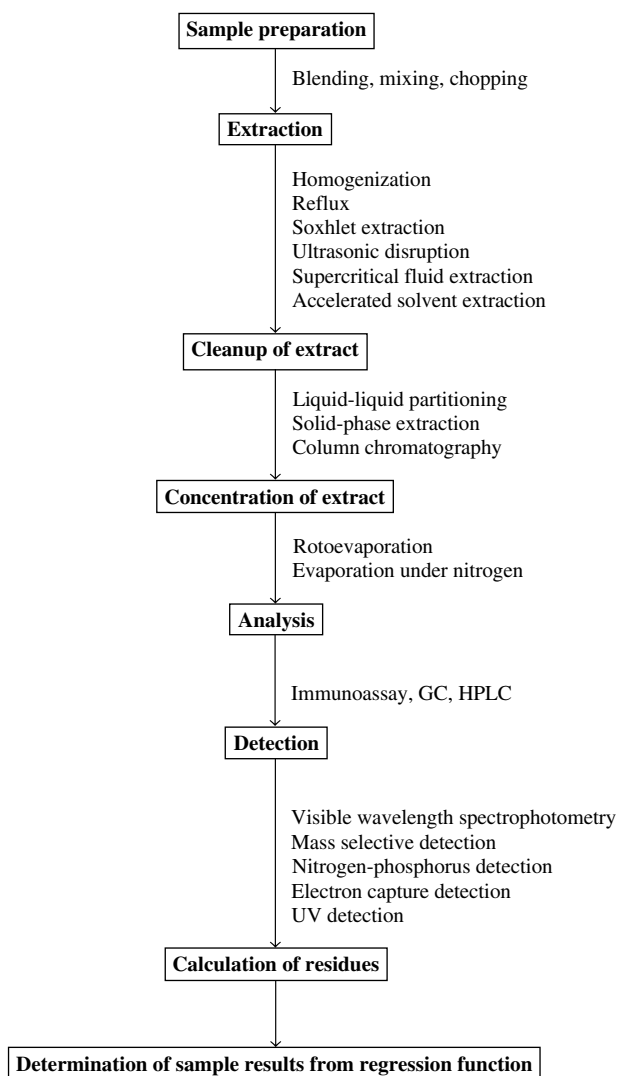 Sample preparation
Blending, mixing, chopping
Extraction
Homogenization
Reflux
Soxhlet extraction
Ultrasonic disruption
Supercritical fluid extraction
Accelerated solvent extraction
Cleanup of extract
Liquid-liquid partitioning
Solid-phase extraction
Column chromatography
Concentration of extract
Rotoevaporation
Evaporation under nitrogen
Analysis
Immunoassay, GC, HPLC
Detection
Visible wavelength spectrophotometry
Mass selective detection
Nitrogen-phosphorus detection
Electron capture detection
UV detection
Calculation of residues
Determination of sample results from regression function